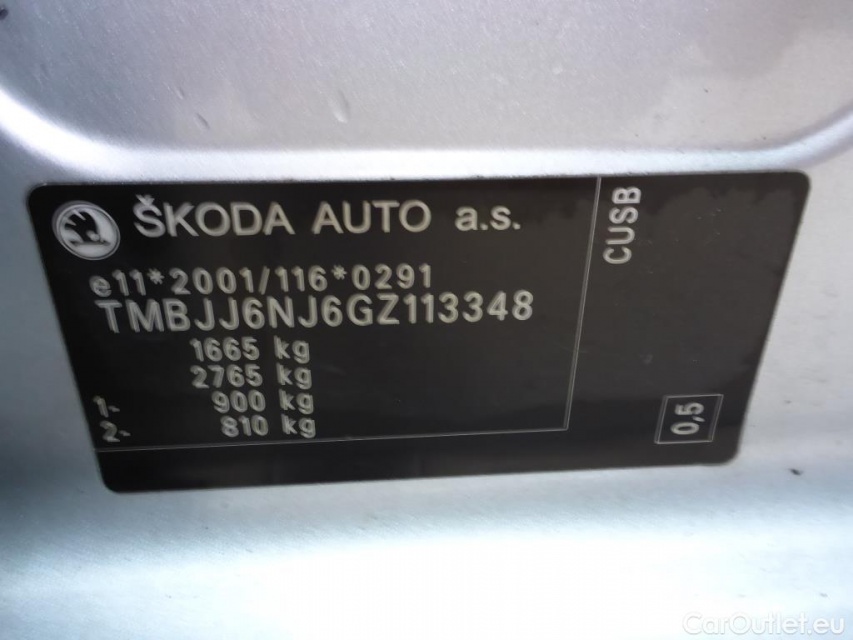 ŠKODA AUTO a.s.
e11*2001/116*0291
TMBJJ6NJ6GZ113348
1665 kg
2765 kg
1- 900 kg
2- 810 kg
CUSB
0,5
CarOutlet.eu